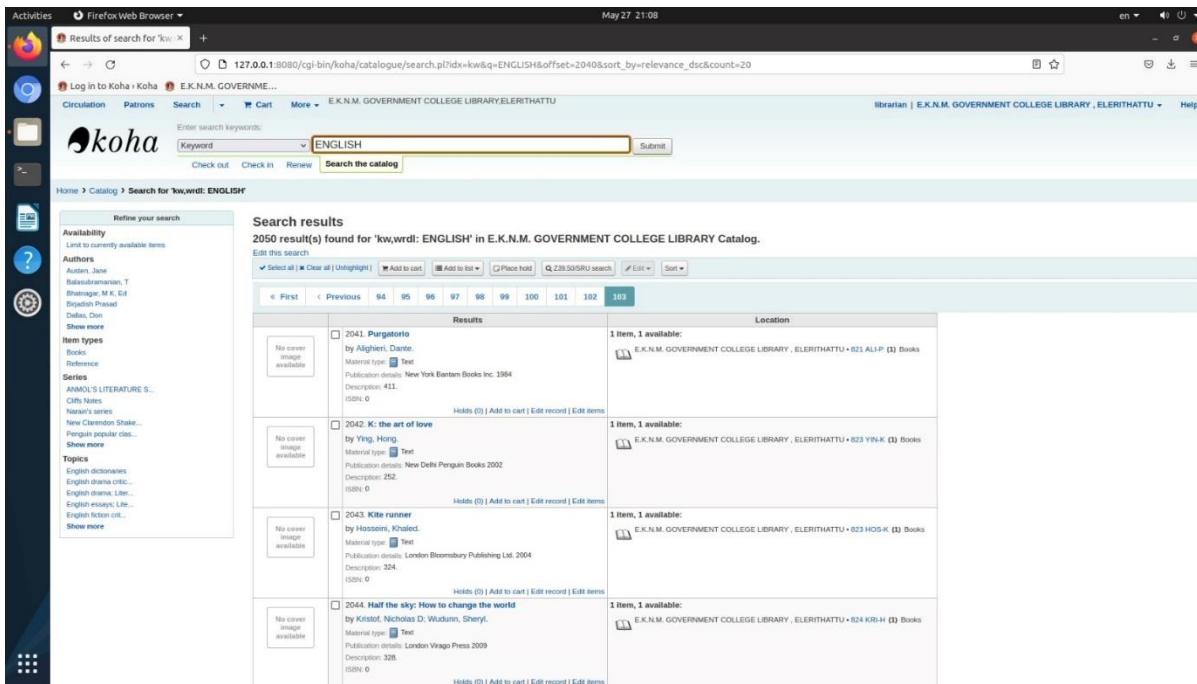 Activities Firefox Web Browser May 27 21:08 en
Results of search for 'kw
127.0.0.1:8080/cgi-bin/koha/catalogue/search.pl?idx=kw&q=ENGLISH&offset=2040&sort_by=relevance_dsc&count=20
Log in to Koha › Koha E.K.N.M. GOVERNME...
Circulation Patrons Search Cart More E.K.N.M. GOVERNMENT COLLEGE LIBRARY,ELERITHATTU librarian | E.K.N.M. GOVERNMENT COLLEGE LIBRARY , ELERITHATTU Help
koha
Enter search keywords:
Keyword ENGLISH Submit
Check out Check in Renew Search the catalog
Home › Catalog › Search for 'kw,wrdl: ENGLISH'
Refine your search
Availability
Limit to currently available items
Authors
Austen, Jane
Balasubramanian, T
Bhatnagar, M K, Ed
Birjadish Prasad
Dallas, Don
Show more
Item types
Books
Reference
Series
ANMOL'S LITERATURE S...
Cliffs Notes
Narain's series
New Clarendon Shake...
Penguin popular clas...
Show more
Topics
English dictionaries
English drama critic...
English drama; Liter...
English essays; Lite...
English fiction crit...
Show more
Search results
2050 result(s) found for 'kw,wrdl: ENGLISH' in E.K.N.M. GOVERNMENT COLLEGE LIBRARY Catalog.
Edit this search
Select all | Clear all | Unhighlight | Add to cart Add to list Place hold Z39.50/SRU search Edit Sort
« First ‹ Previous 94 95 96 97 98 99 100 101 102 103
Results Location
No cover image available
2041. Purgatorio
by Alighieri, Dante.
Material type: Text
Publication details: New York Bantam Books Inc. 1984
Description: 411.
ISBN: 0
Holds (0) | Add to cart | Edit record | Edit items
1 item, 1 available:
E.K.N.M. GOVERNMENT COLLEGE LIBRARY , ELERITHATTU • 821 ALI-P (1) Books
No cover image available
2042. K: the art of love
by Ying, Hong.
Material type: Text
Publication details: New Delhi Penguin Books 2002
Description: 252.
ISBN: 0
Holds (0) | Add to cart | Edit record | Edit items
1 item, 1 available:
E.K.N.M. GOVERNMENT COLLEGE LIBRARY , ELERITHATTU • 823 YIN-K (1) Books
No cover image available
2043. Kite runner
by Hosseini, Khaled.
Material type: Text
Publication details: London Bloomsbury Publishing Ltd. 2004
Description: 324.
ISBN: 0
Holds (0) | Add to cart | Edit record | Edit items
1 item, 1 available:
E.K.N.M. GOVERNMENT COLLEGE LIBRARY , ELERITHATTU • 823 HOS-K (1) Books
No cover image available
2044. Half the sky: How to change the world
by Kristof, Nicholas D; Wudunn, Sheryl.
Material type: Text
Publication details: London Virago Press 2009
Description: 328.
ISBN: 0
Holds (0) | Add to cart | Edit record | Edit items
1 item, 1 available:
E.K.N.M. GOVERNMENT COLLEGE LIBRARY , ELERITHATTU • 824 KRI-H (1) Books